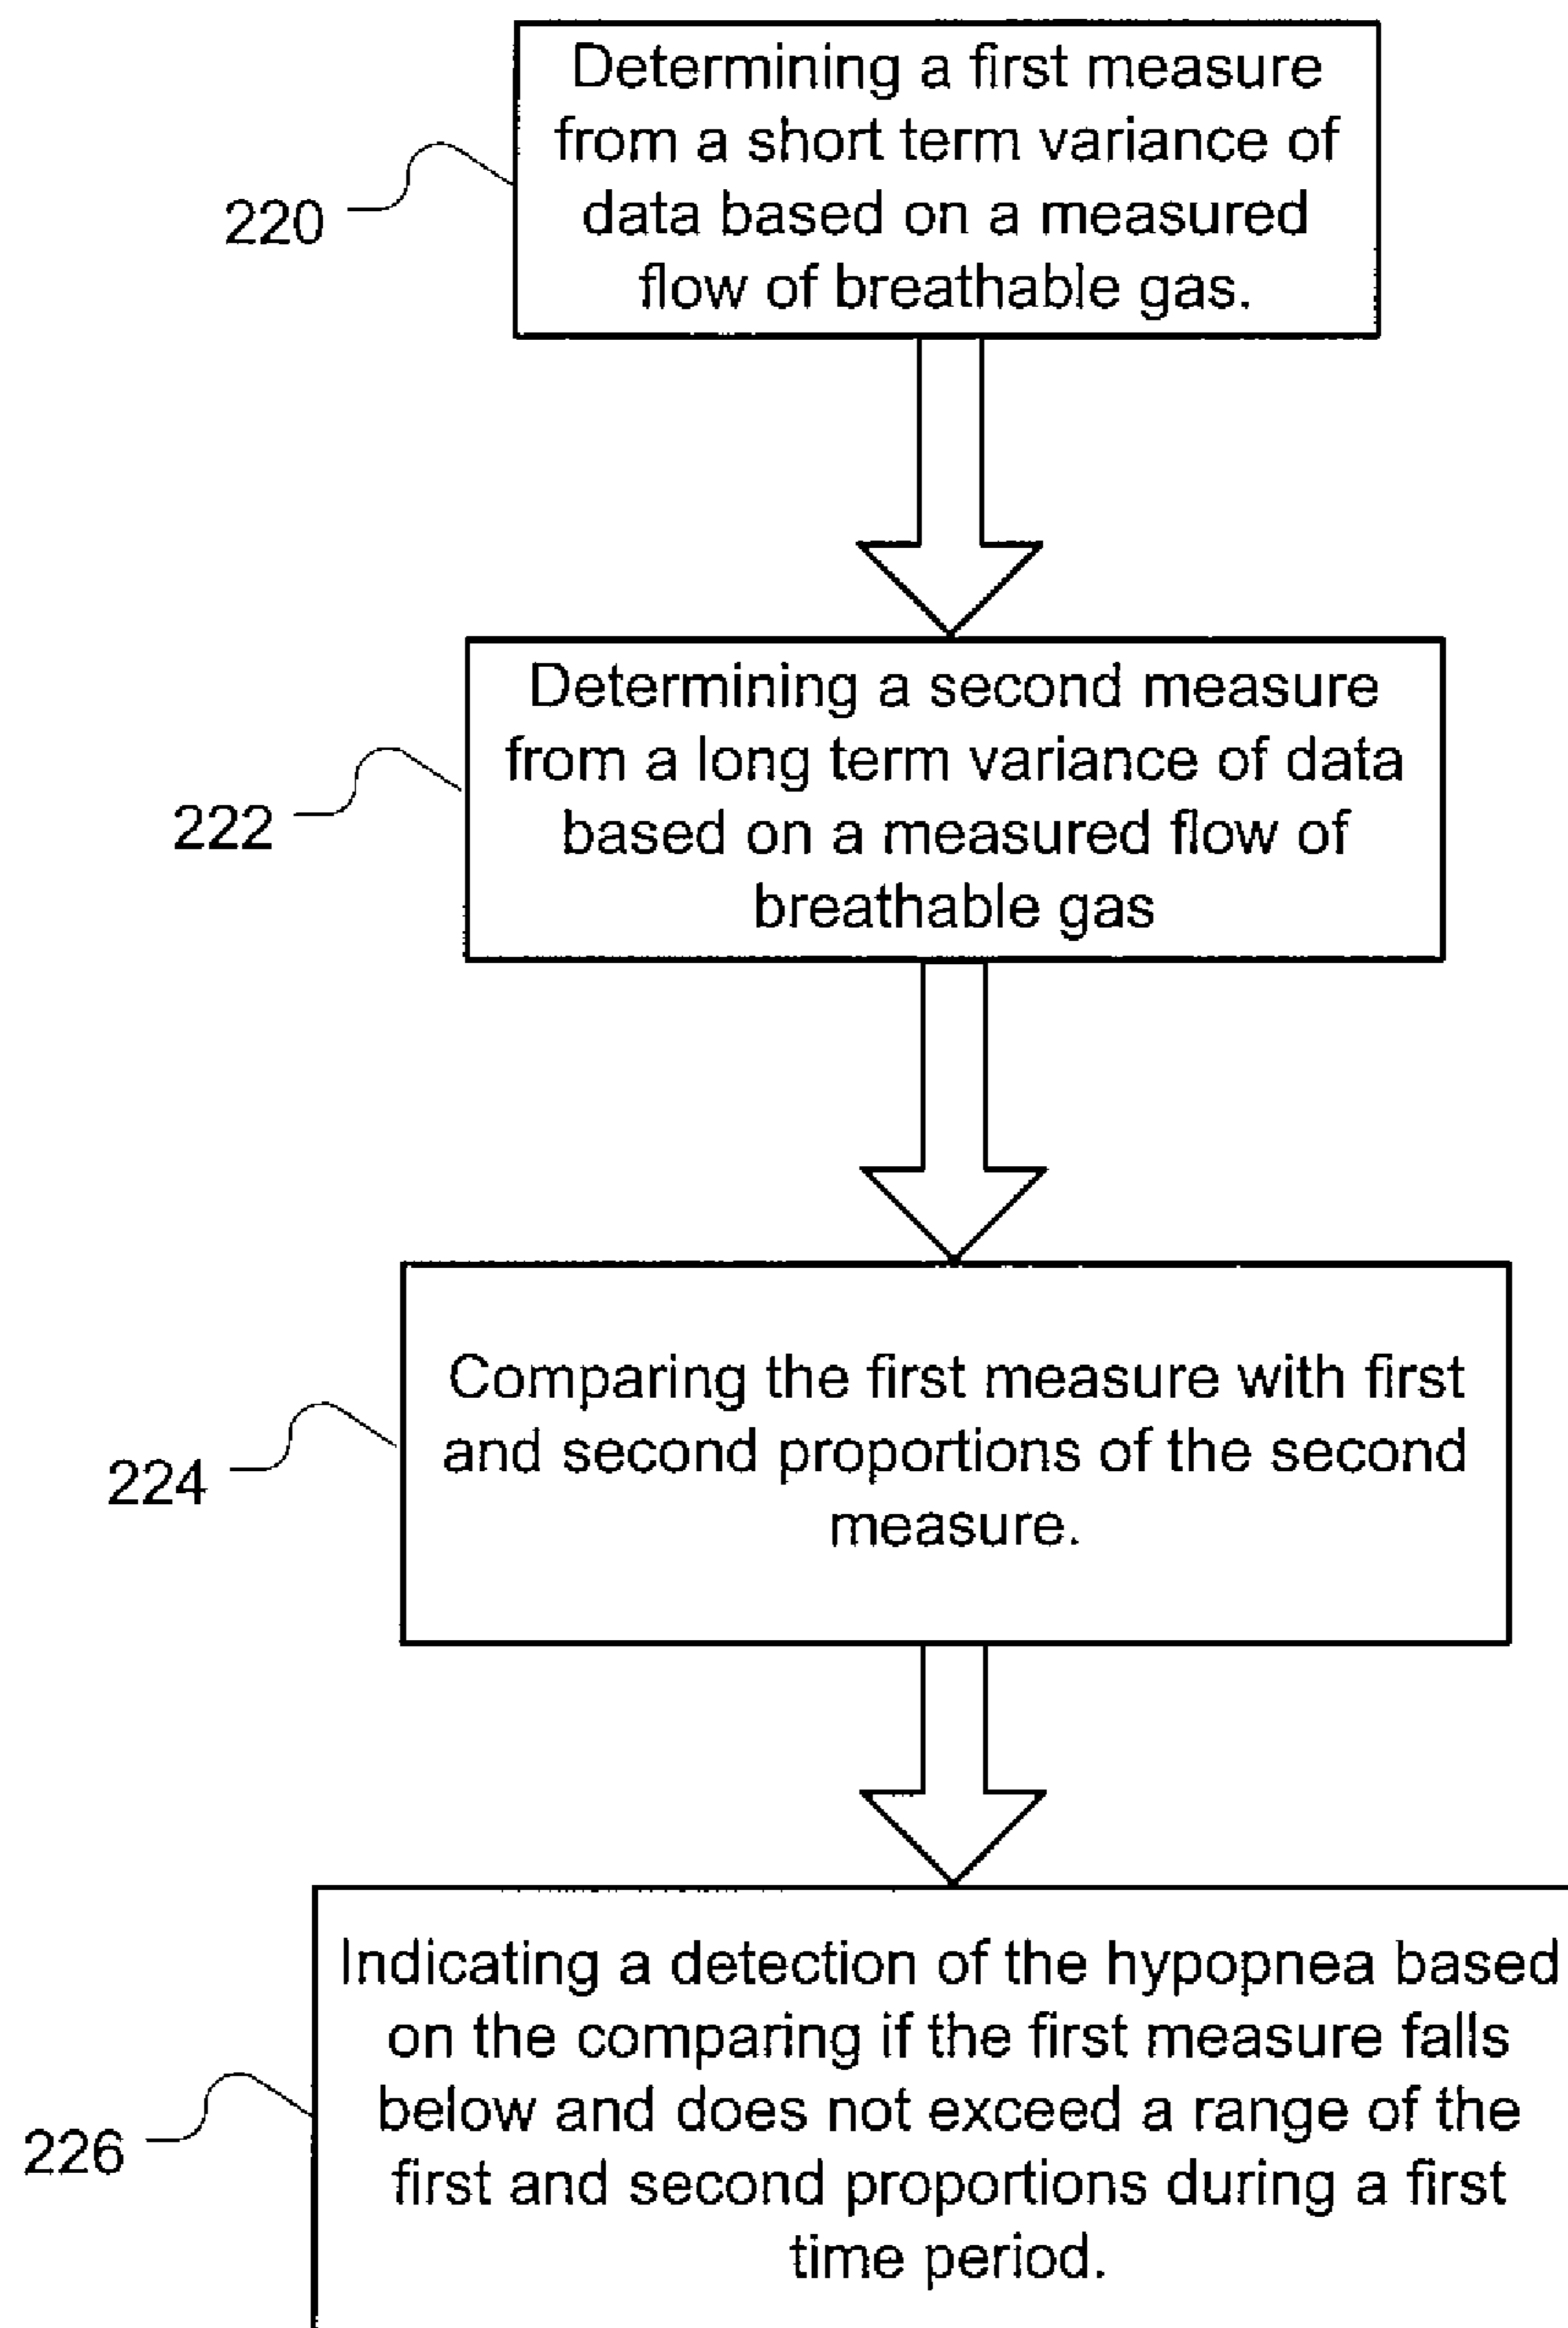 Determining a first measure
from a short term variance of
data based on a measured
flow of breathable gas.
220
Determining a second measure
from a long term variance of data
based on a measured flow of
breathable gas
222
Comparing the first measure with first
and second proportions of the second
measure.
224
Indicating a detection of the hypopnea based
on the comparing if the first measure falls
below and does not exceed a range of the
first and second proportions during a first
time period.
226